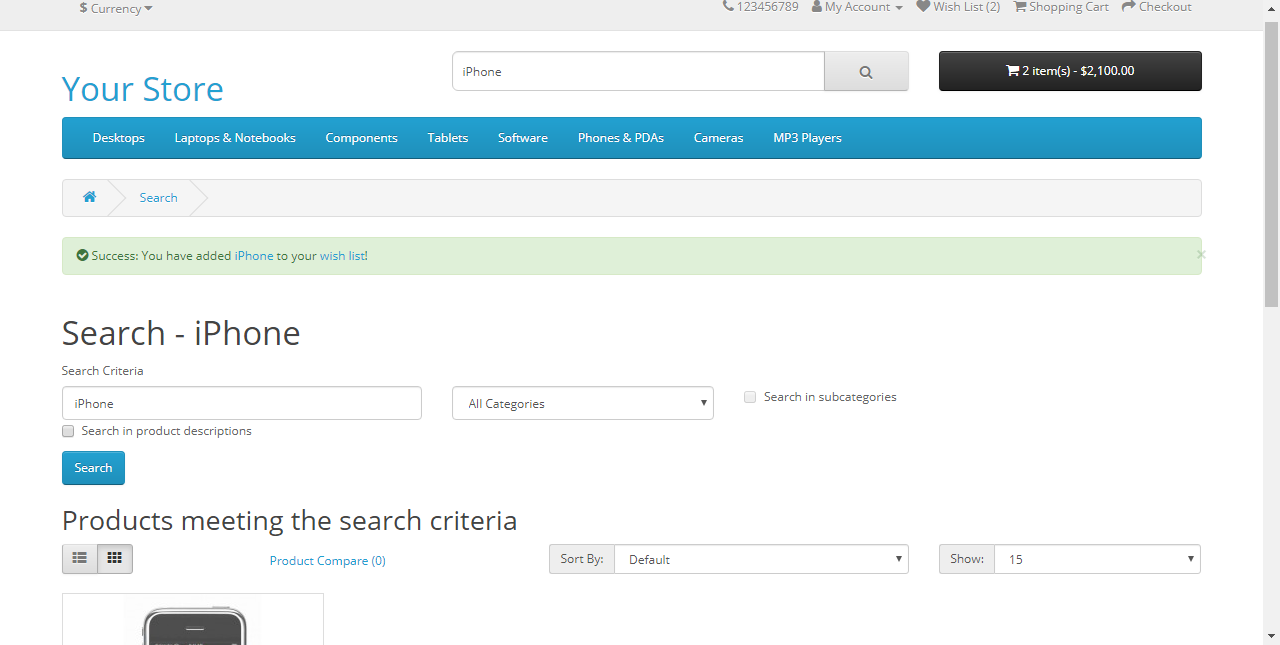 $ Currency
123456789 My Account Wish List (2) Shopping Cart Checkout
Your Store
iPhone
2 item(s) - $2,100.00
Desktops Laptops & Notebooks Components Tablets Software Phones & PDAs Cameras MP3 Players
Search
Success: You have added iPhone to your wish list!
×
Search - iPhone
Search Criteria
iPhone
All Categories
Search in subcategories
Search in product descriptions
Search
Products meeting the search criteria
Product Compare (0)
Sort By: Default
Show: 15